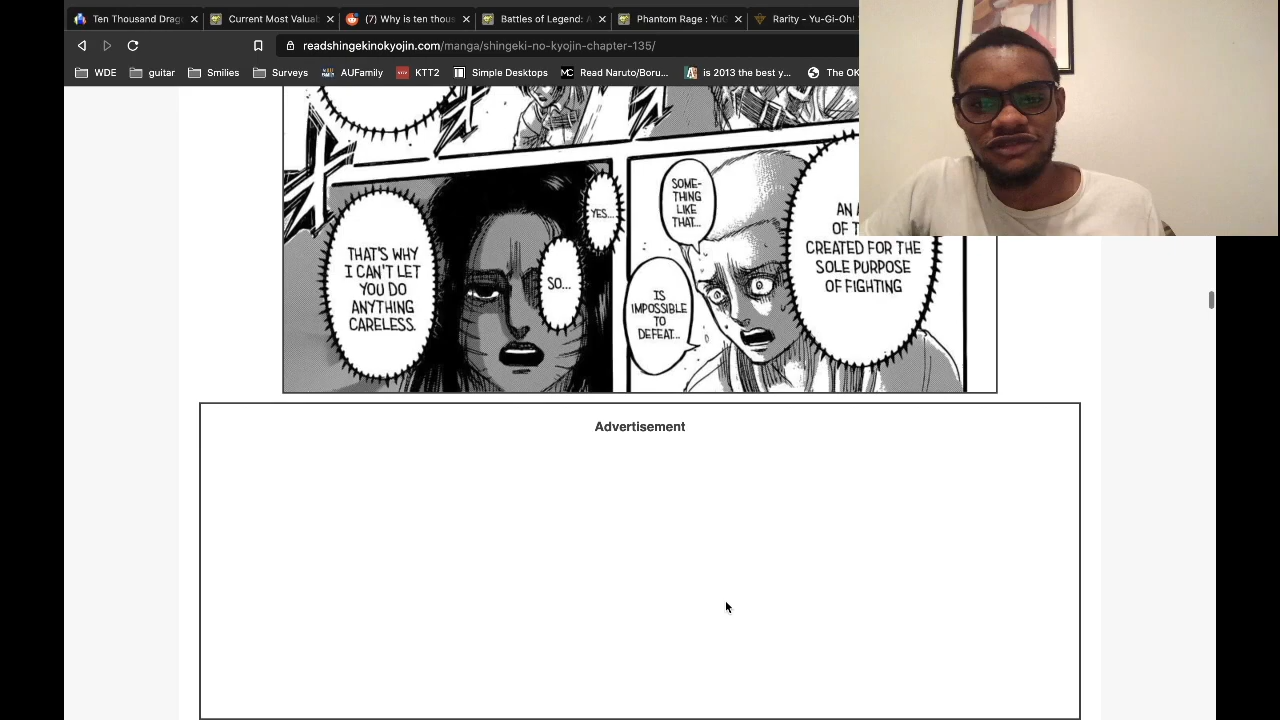 Ten Thousand Drag
Current Most Valuab
(7) Why is ten thous
Battles of Legend: A
Phantom Rage : YuG
Rarity - Yu-Gi-Oh!
readshingekinokyojin.com/manga/shingeki-no-kyojin-chapter-135/
WDE
guitar
Smilies
Surveys
AUFamily
KTT2
Simple Desktops
Read Naruto/Boru...
is 2013 the best y...
The OK
AN A
OF T
CREATED FOR THE
SOLE PURPOSE
OF FIGHTING
SOME-
THING
LIKE
THAT...
IS
IMPOSSIBLE
TO
DEFEAT...
YES...
SO...
THAT'S WHY
I CAN'T LET
YOU DO
ANYTHING
CARELESS.
Advertisement